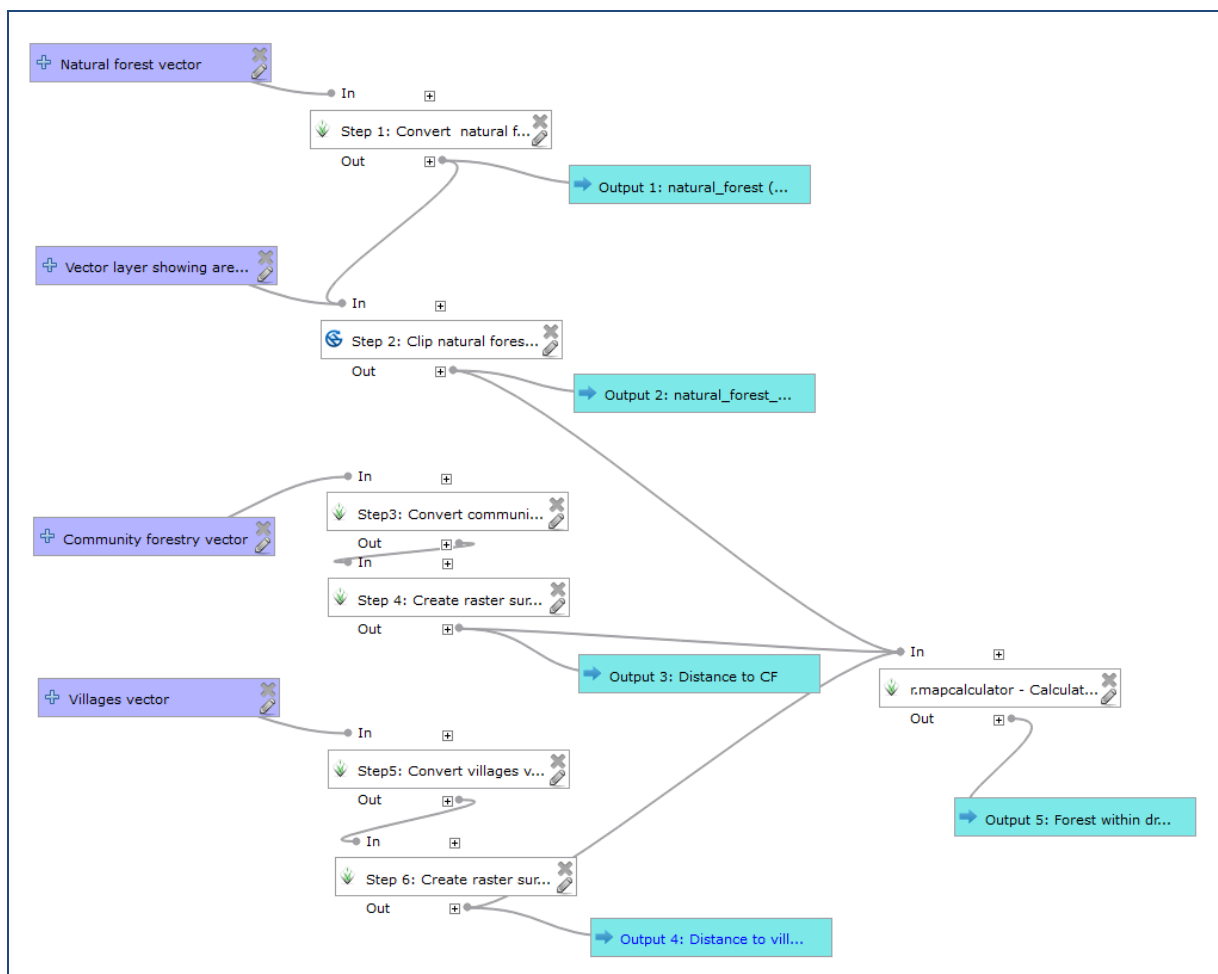 Natural forest vector
In
Step 1: Convert  natural f...
Out
Output 1: natural_forest (...
Vector layer showing are...
In
Step 2: Clip natural fores...
Out
Output 2: natural_forest_...
In
Step3: Convert communi...
Community forestry vector
Out
In
Step 4: Create raster sur...
Out
In
Output 3: Distance to CF
r.mapcalculator - Calculat...
Villages vector
Out
In
Step5: Convert villages v...
Out
Output 5: Forest within dr...
In
Step 6: Create raster sur...
Out
Output 4: Distance to vill...